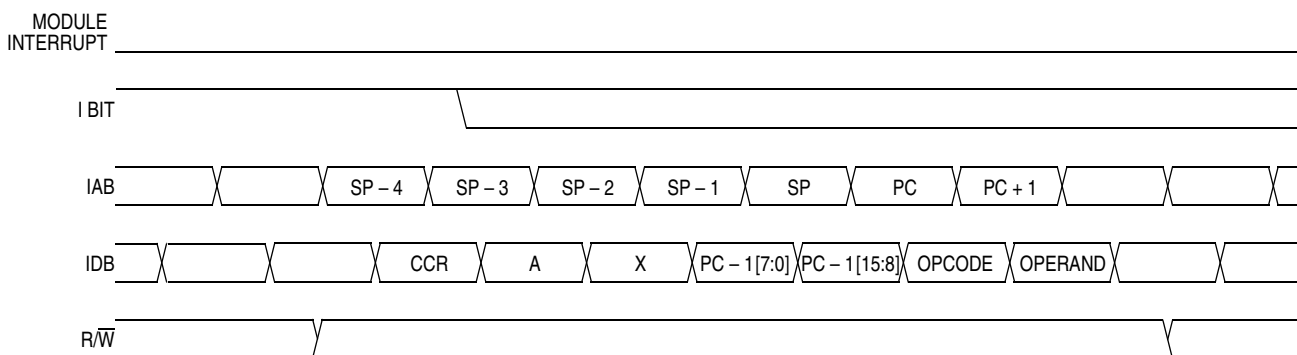 MODULE
INTERRUPT
I BIT
IAB SP – 4 SP – 3 SP – 2 SP – 1 SP PC PC + 1
IDB CCR A X PC – 1 [7:0] PC – 1 [15:8] OPCODE OPERAND
R/W̅